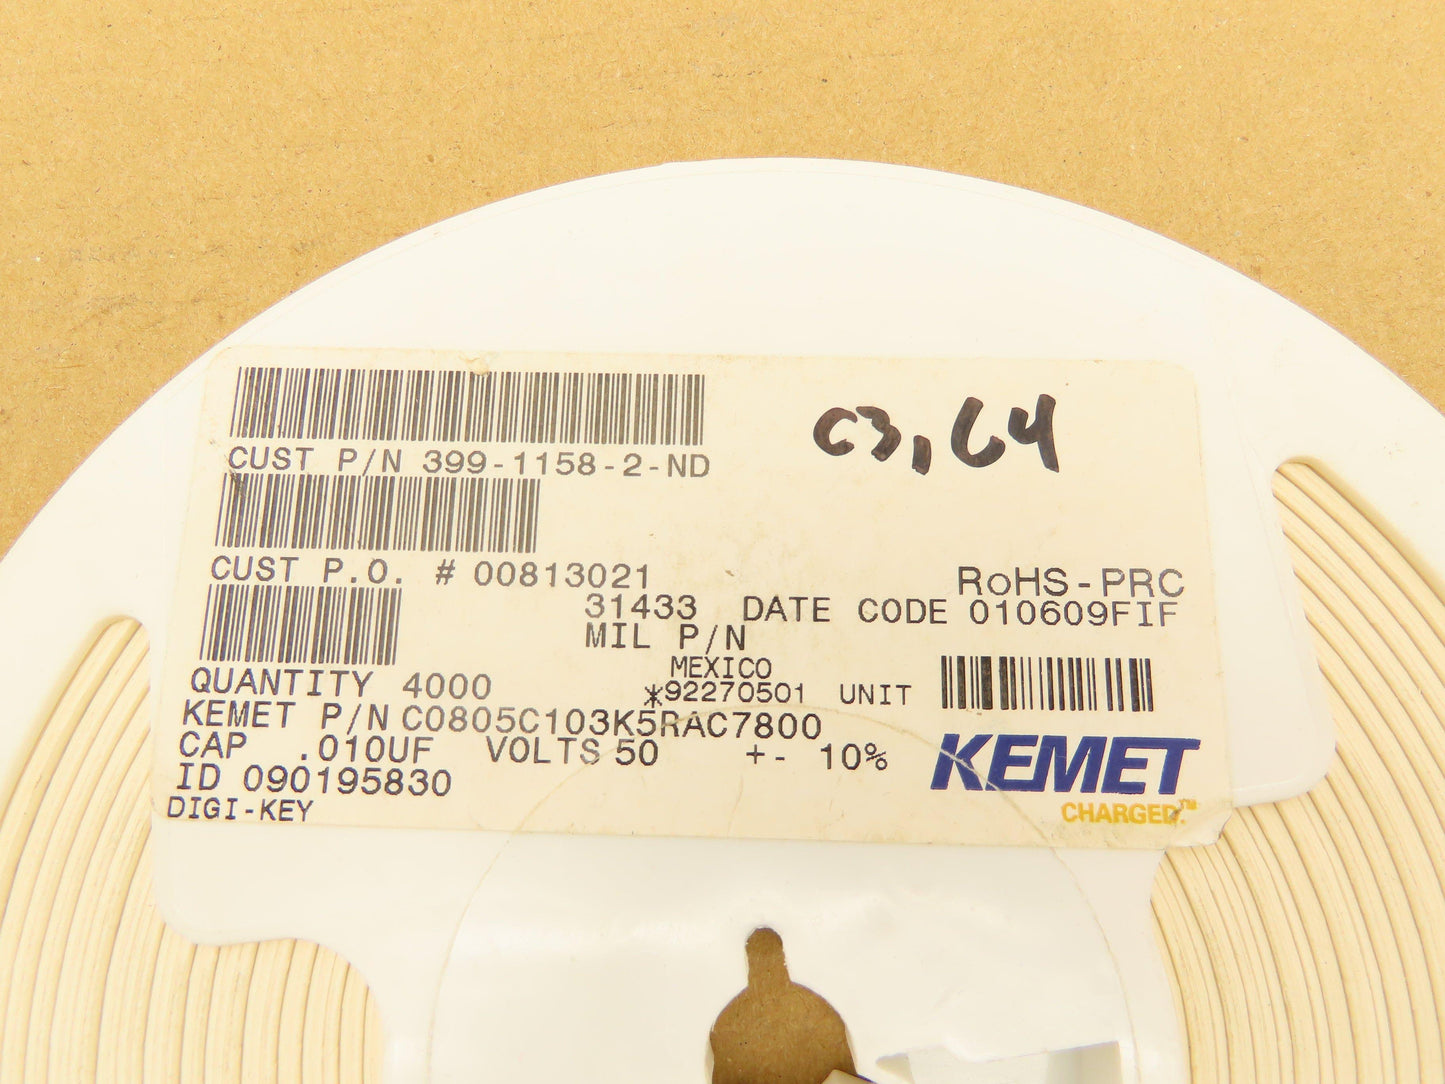 C3, C4
CUST P/N 399-1158-2-ND
CUST P.O. # 00813021
RoHS-PRC
31433 DATE CODE 010609FIF
MIL P/N
MEXICO
QUANTITY 4000
*92270501 UNIT
KEMET P/N C0805C103K5RAC7800
CAP .010UF VOLTS 50 +- 10%
ID 090195830
DIGI-KEY
KEMET
CHARGED.™